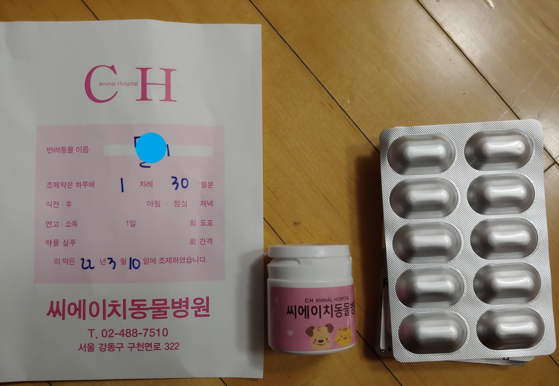 CH
Animal Hospital
반려동물 이름
조제약은 하루에 1 차례 30 일분
식전 · 후 아침 · 점심 저녁
연고 · 소독 1일 회 도포
약물 샴푸 회 간격
이 약은 22 년 3 월 10 일에 조제하였습니다.
씨에이치동물병원
T. 02-488-7510
서울 강동구 구천면로 322
CH ANIMAL HOSPITAL
씨에이치동물병